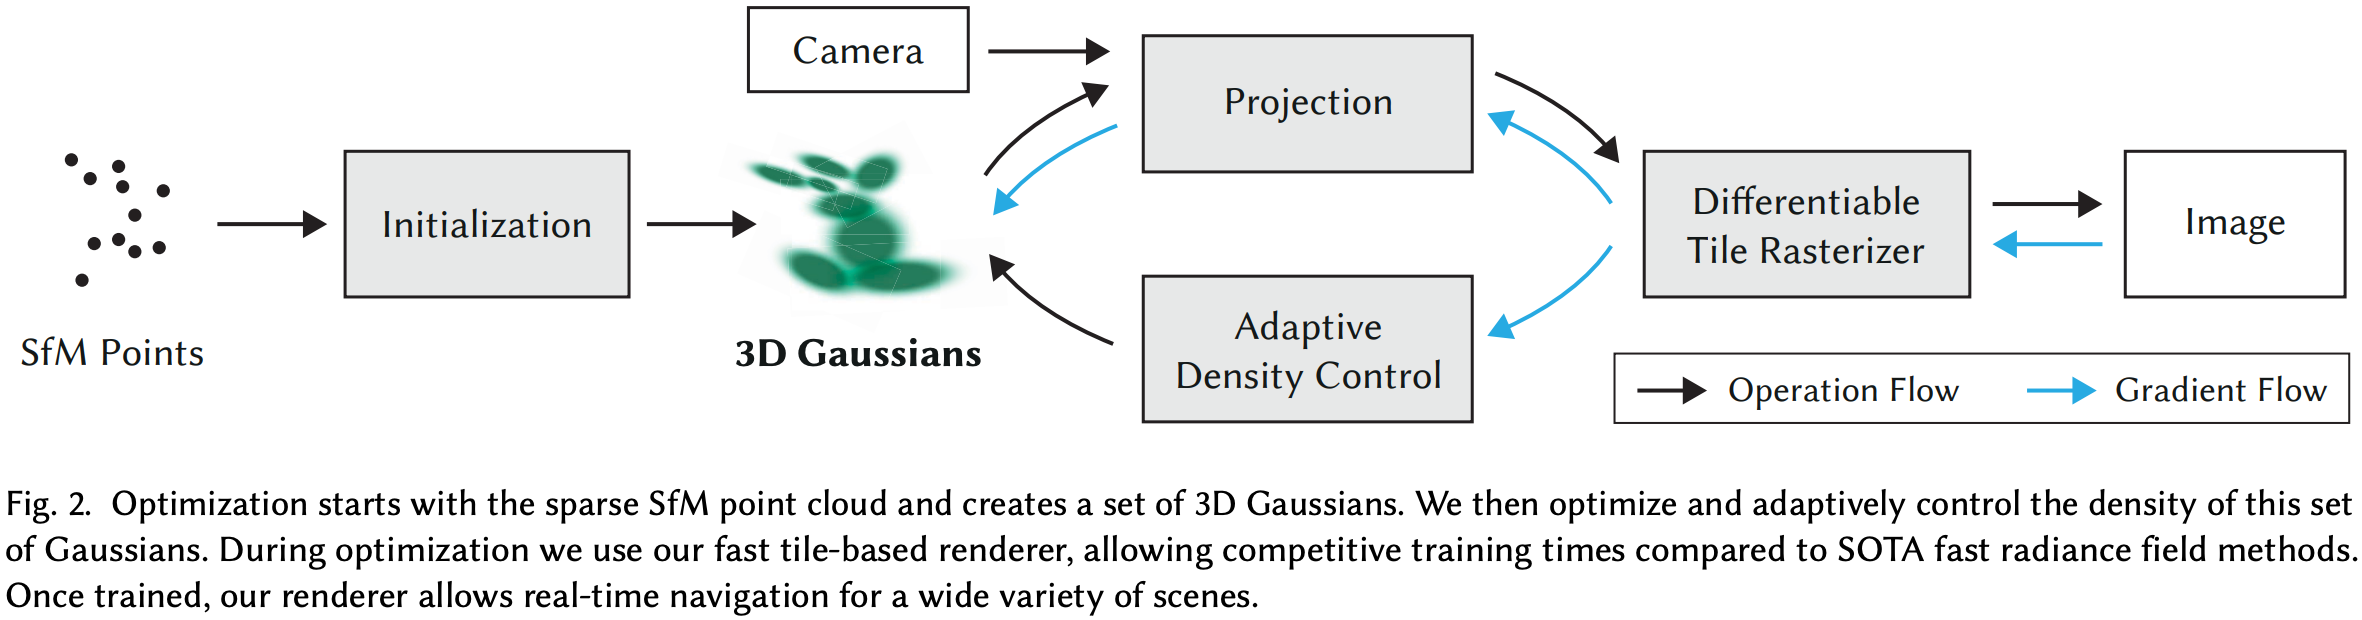 Camera
Projection
Initialization
Differentiable
Tile Rasterizer
Image
SfM Points
3D Gaussians
Adaptive
Density Control
Operation Flow
Gradient Flow
Fig. 2. Optimization starts with the sparse SfM point cloud and creates a set of 3D Gaussians. We then optimize and adaptively control the density of this set
of Gaussians. During optimization we use our fast tile-based renderer, allowing competitive training times compared to SOTA fast radiance field methods.
Once trained, our renderer allows real-time navigation for a wide variety of scenes.